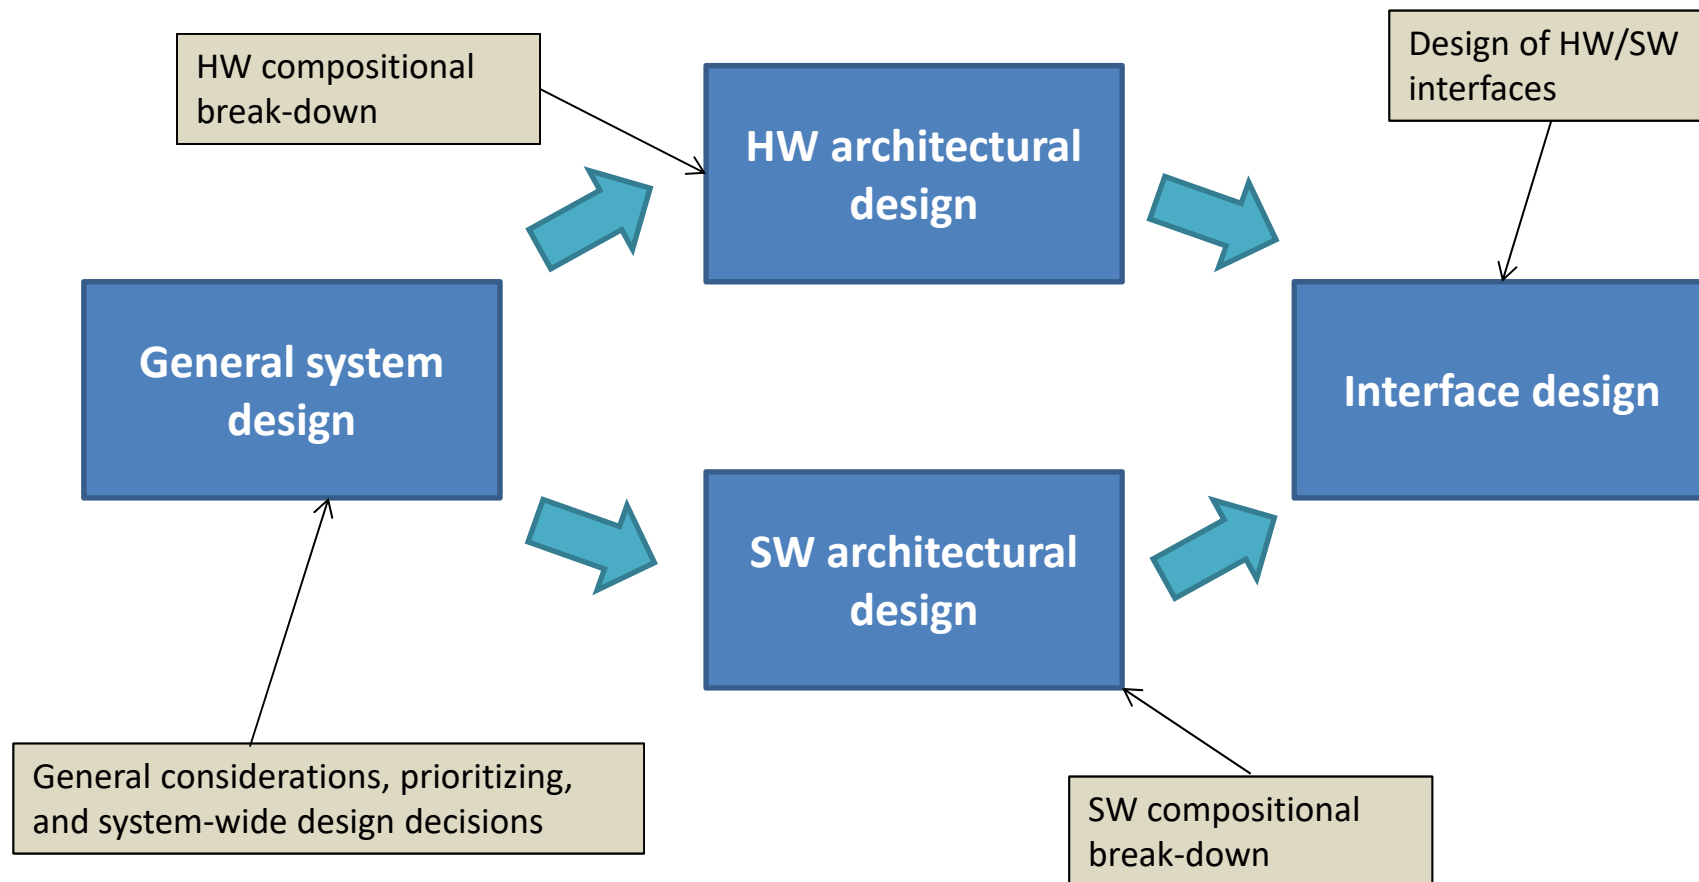 HW compositional
break-down
HW architectural
design
Design of HW/SW
interfaces
General system
design
Interface design
SW architectural
design
General considerations, prioritizing,
and system-wide design decisions
SW compositional
break-down